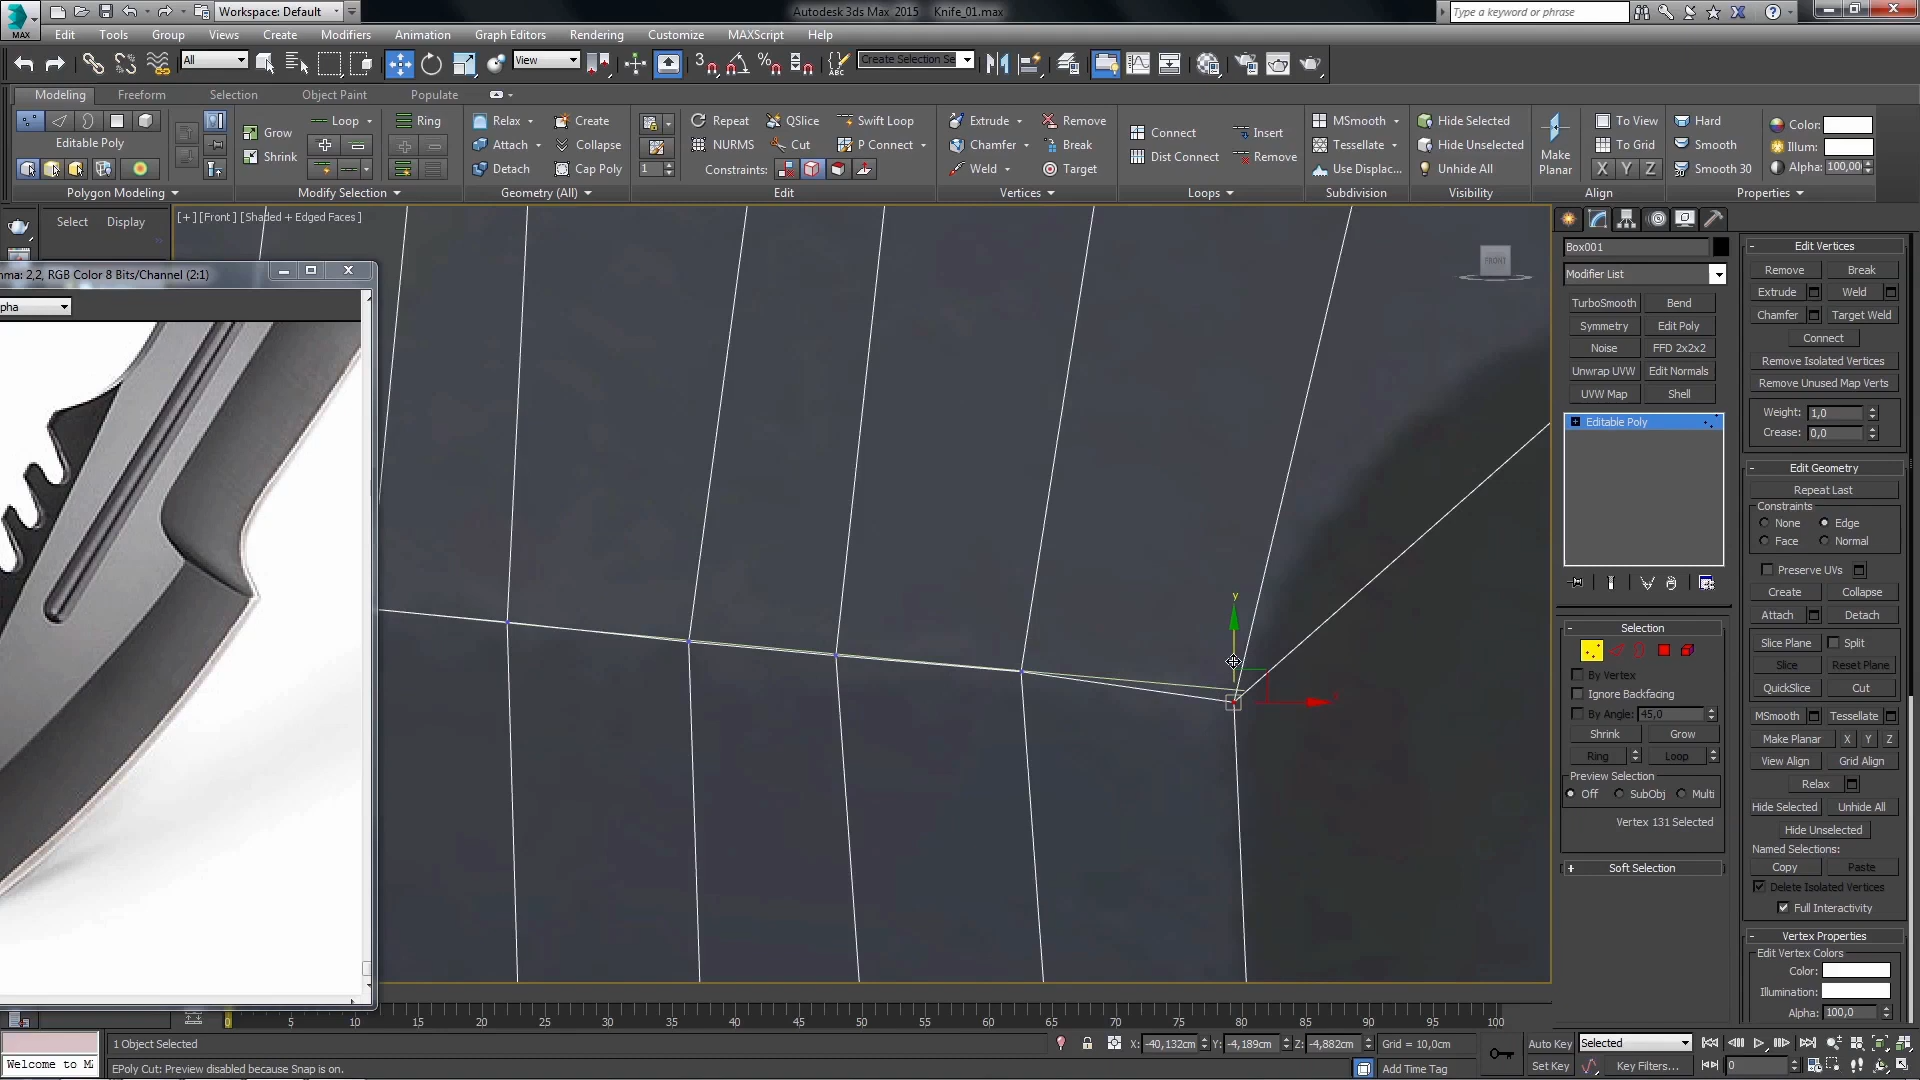 Workspace: Default
Autodesk 3ds Max 2015 Knife_01.max
Type a keyword or phrase
MAX
Edit Tools Group Views Create Modifiers Animation Graph Editors Rendering Customize MAXScript Help
All View Create Selection Se
Modeling Freeform Selection Object Paint Populate
Editable Poly
Grow
Shrink
Loop
Ring
Relax
Attach
Detach
Create
Collapse
Cap Poly
Repeat
NURMS
QSlice
Cut
Swift Loop
P Connect
Constraints:
1
Extrude
Chamfer
Weld
Remove
Break
Target
Connect
Dist Connect
Insert
Remove
MSmooth
Tessellate
Use Displac...
Hide Selected
Hide Unselected
Unhide All
Make
Planar
To View
To Grid
X Y Z
Hard
Smooth
Smooth 30
Color:
Illum:
Alpha: 100,00
Polygon Modeling Modify Selection Geometry (All) Edit Vertices Loops Subdivision Visibility Align Properties
Select Display
[+] [Front] [Shaded + Edged Faces]
FRONT
nma: 2,2, RGB Color 8 Bits/Channel (2:1)
pha
y
Box001
Modifier List
TurboSmooth Bend
Symmetry Edit Poly
Noise FFD 2x2x2
Unwrap UVW Edit Normals
UVW Map Shell
Editable Poly
- Selection
By Vertex
Ignore Backfacing
By Angle: 45,0
Shrink Grow
Ring Loop
Preview Selection
Off SubObj Multi
Vertex 131 Selected
+ Soft Selection
- Edit Vertices
Remove Break
Extrude Weld
Chamfer Target Weld
Connect
Remove Isolated Vertices
Remove Unused Map Verts
Weight: 1,0
Crease: 0,0
- Edit Geometry
Repeat Last
Constraints
None Edge
Face Normal
Preserve UVs
Create Collapse
Attach Detach
Slice Plane Split
Slice Reset Plane
QuickSlice Cut
MSmooth Tessellate
Make Planar X Y Z
View Align Grid Align
Relax
Hide Selected Unhide All
Hide Unselected
Named Selections:
Copy Paste
Delete Isolated Vertices
Full Interactivity
- Vertex Properties
Edit Vertex Colors
Color:
Illumination:
Alpha: 100,0
0 5 10 15 20 25 30 35 40 45 50 55 60 65 70 75 80 85 90 95 100
1 Object Selected
X: -40,132cm Y: -4,189cm Z: -4,882cm Grid = 10,0cm
Auto Key Selected
Welcome to M
EPoly Cut: Preview disabled because Snap is on.
Add Time Tag
Set Key Key Filters... 0